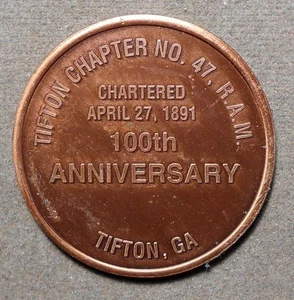 TIFTON CHAPTER NO. 47, R.A.M.
CHARTERED
APRIL 27, 1891
100th
ANNIVERSARY
TIFTON, GA